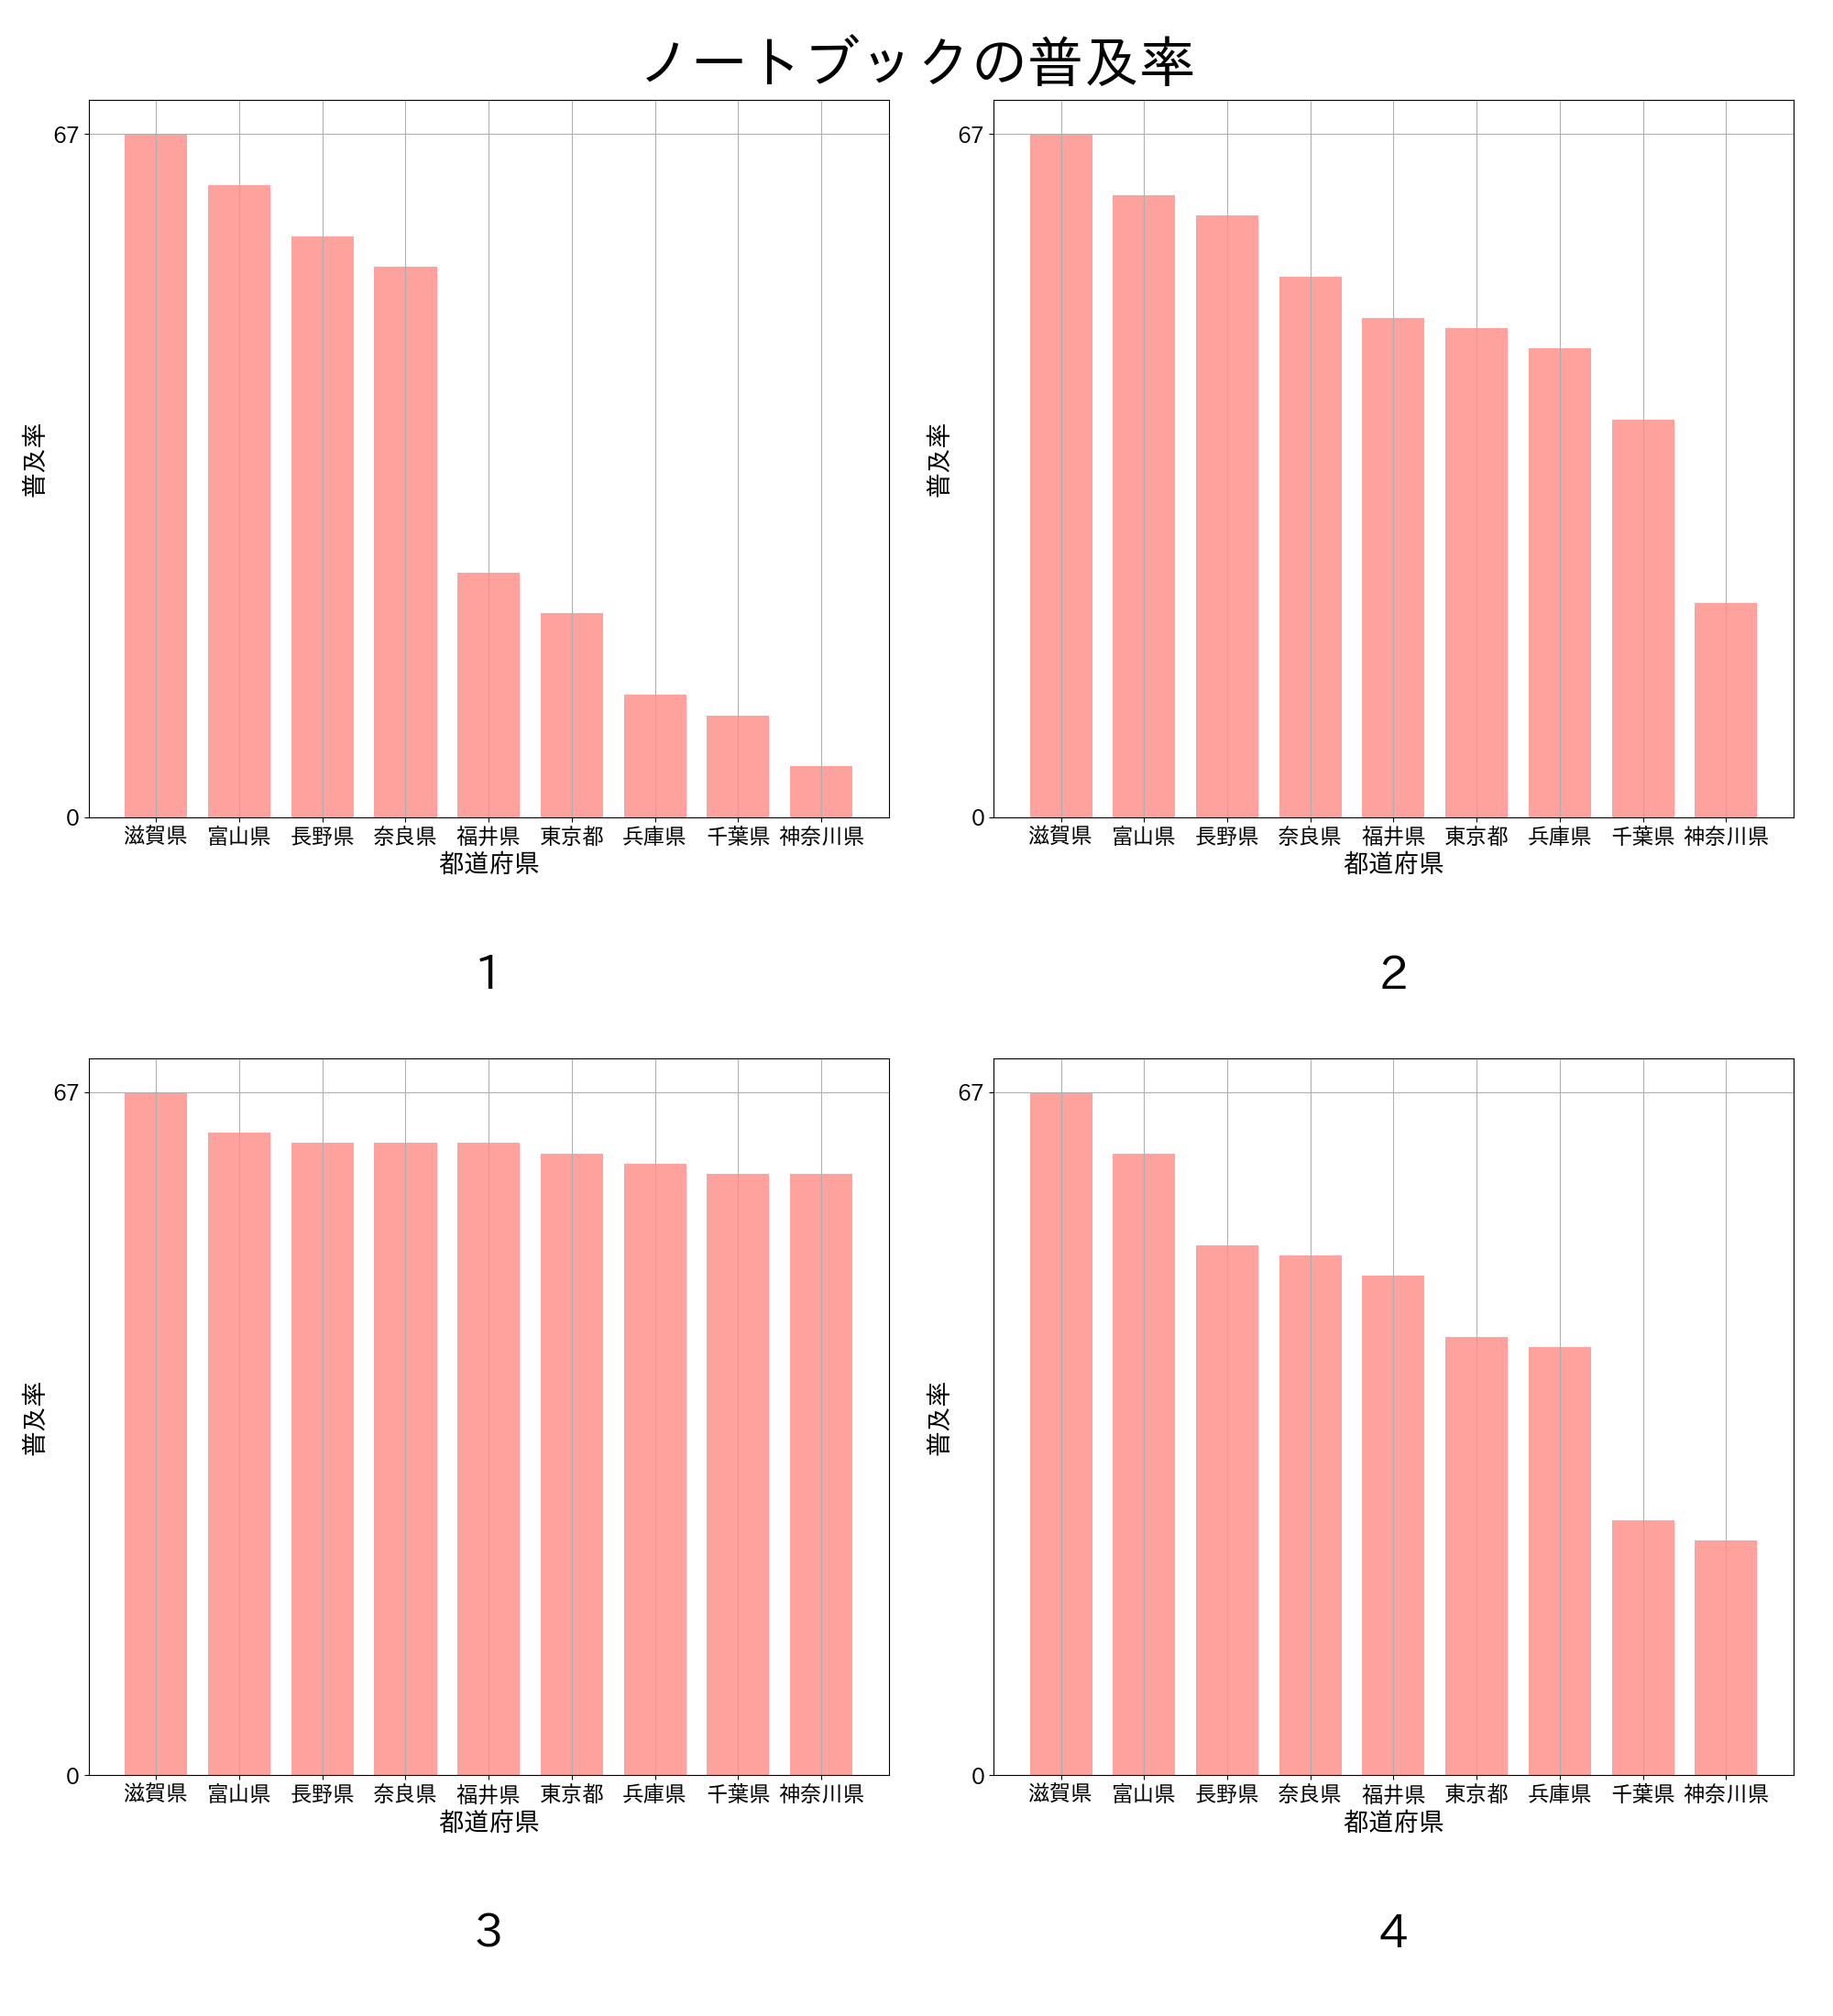 ノートブックの普及率
67
0
普及率
滋賀県 富山県 長野県 奈良県 福井県 東京都 兵庫県 千葉県 神奈川県
都道府県
1
67
0
普及率
滋賀県 富山県 長野県 奈良県 福井県 東京都 兵庫県 千葉県 神奈川県
都道府県
2
67
0
普及率
滋賀県 富山県 長野県 奈良県 福井県 東京都 兵庫県 千葉県 神奈川県
都道府県
3
67
0
普及率
滋賀県 富山県 長野県 奈良県 福井県 東京都 兵庫県 千葉県 神奈川県
都道府県
4